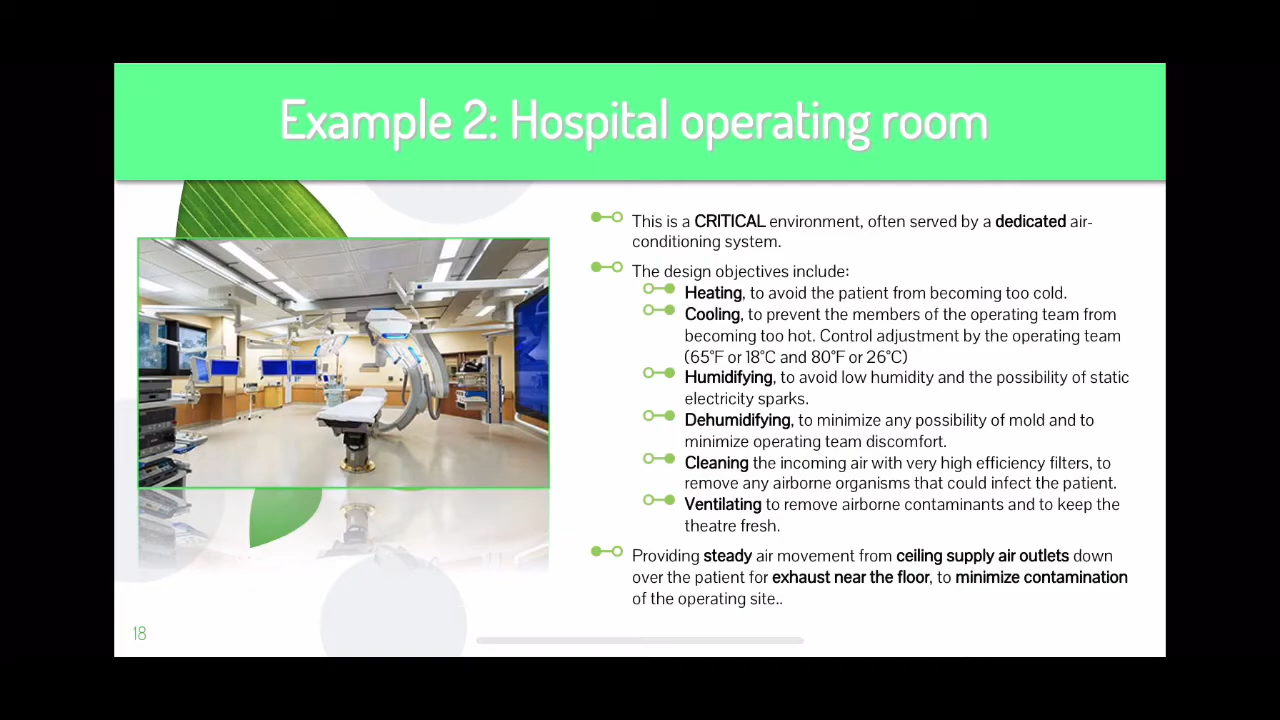 Example 2: Hospital operating room
This is a CRITICAL environment, often served by a dedicated air-
conditioning system.
The design objectives include:
Heating, to avoid the patient from becoming too cold.
Cooling, to prevent the members of the operating team from
becoming too hot. Control adjustment by the operating team
(65°F or 18°C and 80°F or 26°C)
Humidifying, to avoid low humidity and the possibility of static
electricity sparks.
Dehumidifying, to minimize any possibility of mold and to
minimize operating team discomfort.
Cleaning the incoming air with very high efficiency filters, to
remove any airborne organisms that could infect the patient.
Ventilating to remove airborne contaminants and to keep the
theatre fresh.
Providing steady air movement from ceiling supply air outlets down
over the patient for exhaust near the floor, to minimize contamination
of the operating site..
18